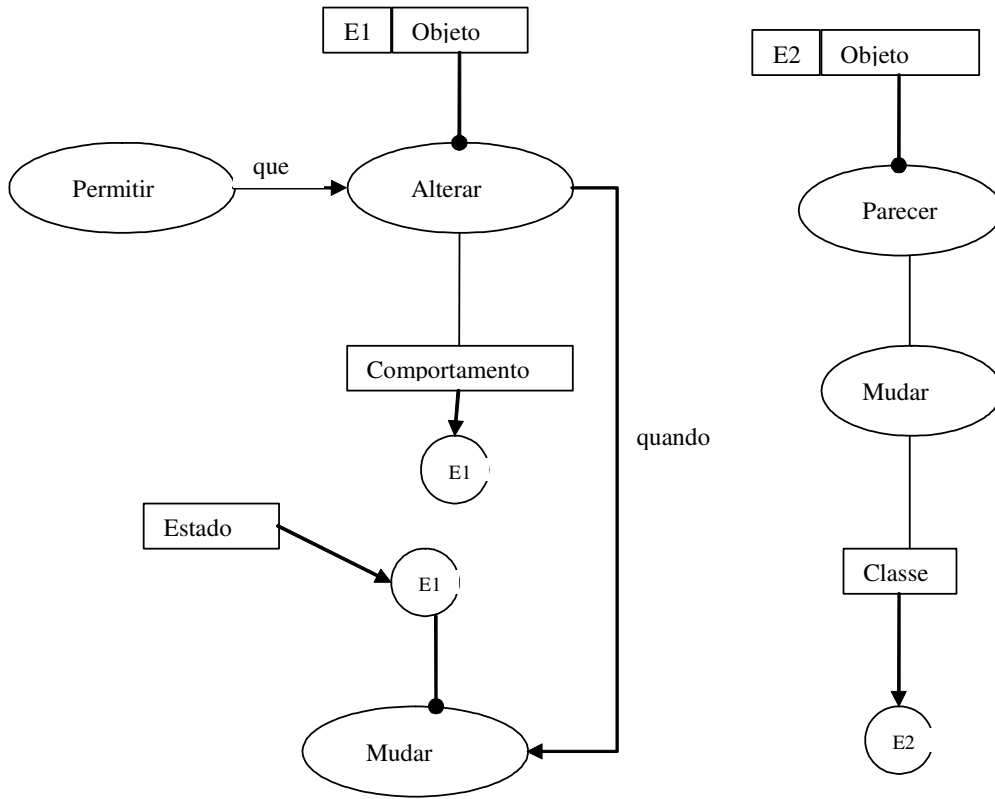 E1
Objeto
Permitir
que
Alterar
Comportamento
E1
quando
Estado
E1
Mudar
E2
Objeto
Parecer
Mudar
Classe
E2